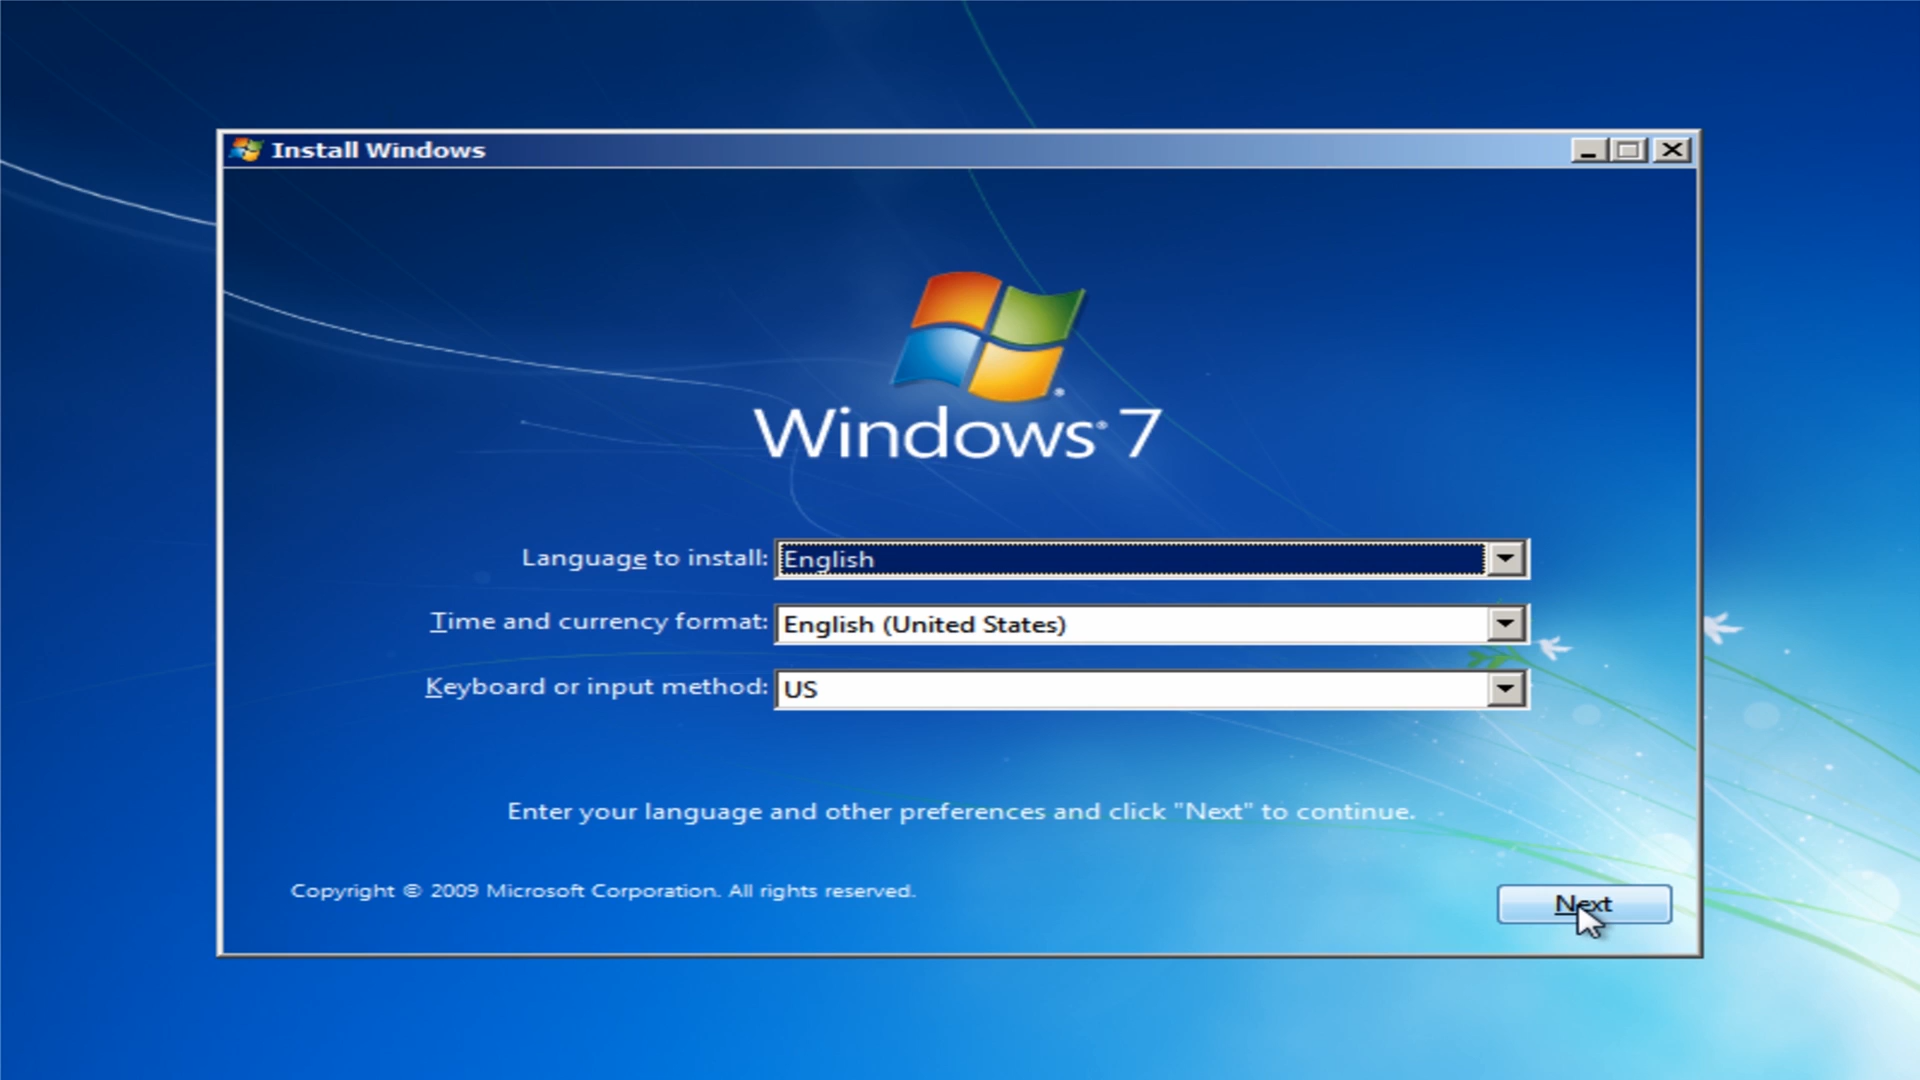 Install Windows
Windows® 7
Language to install: English
Time and currency format: English (United States)
Keyboard or input method: US
Enter your language and other preferences and click "Next" to continue.
Copyright © 2009 Microsoft Corporation. All rights reserved.
Next